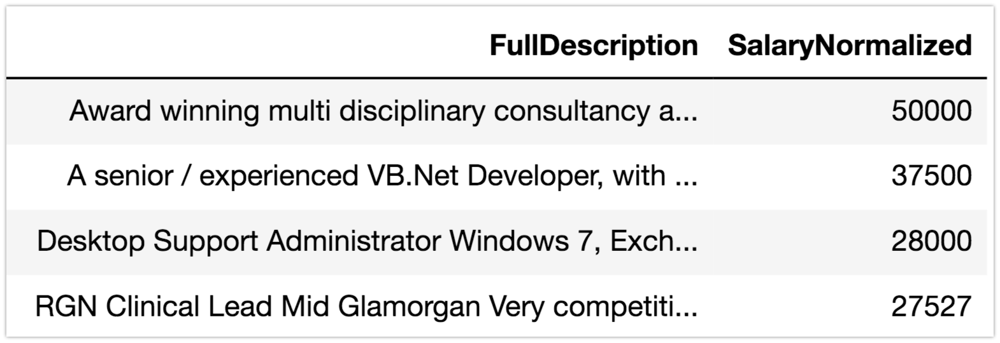 FullDescription SalaryNormalized
Award winning multi disciplinary consultancy a... 50000
A senior / experienced VB.Net Developer, with ... 37500
Desktop Support Administrator Windows 7, Exch... 28000
RGN Clinical Lead Mid Glamorgan Very competiti... 27527